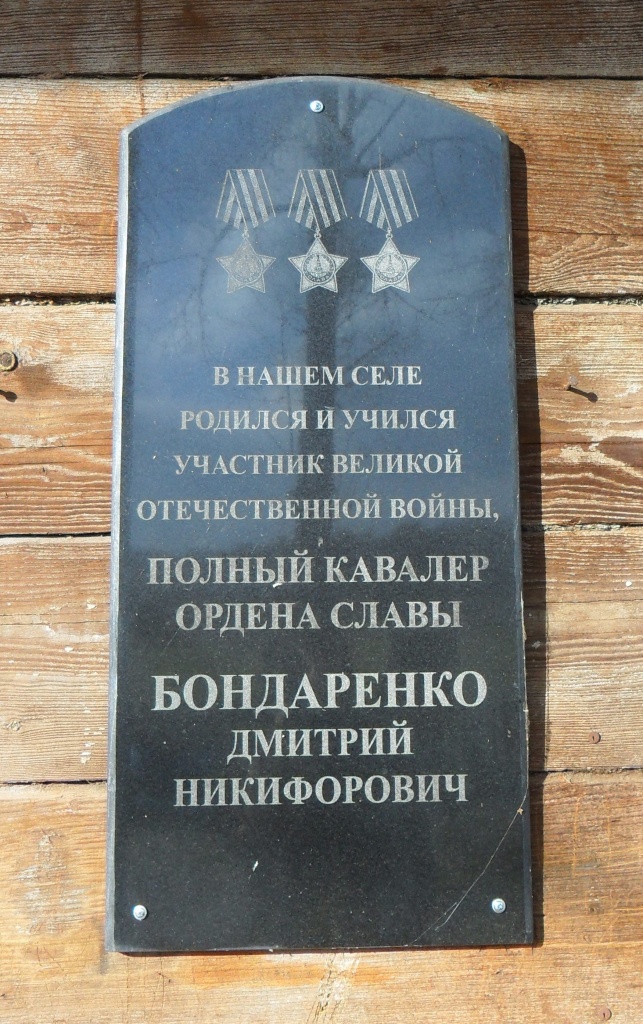 В НАШЕМ СЕЛЕ
РОДИЛСЯ И УЧИЛСЯ
УЧАСТНИК ВЕЛИКОЙ
ОТЕЧЕСТВЕННОЙ ВОЙНЫ,
ПОЛНЫЙ КАВАЛЕР
ОРДЕНА СЛАВЫ
БОНДАРЕНКО
ДМИТРИЙ
НИКИФОРОВИЧ